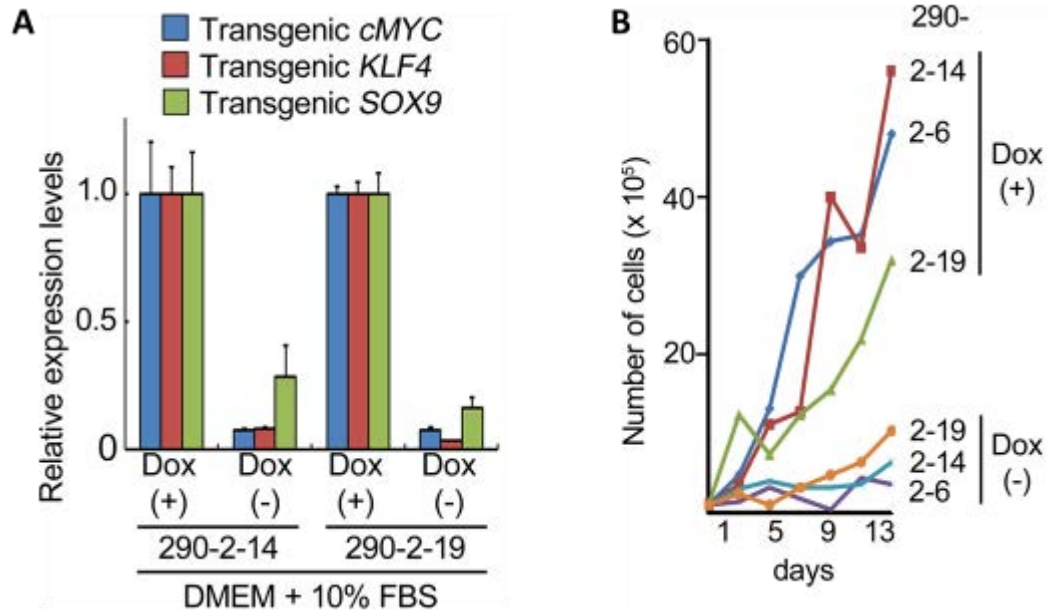 A
Transgenic cMYC
Transgenic KLF4
Transgenic SOX9
Relative expression levels
1.0
0.5
0
Dox (+)
Dox (-)
Dox (+)
Dox (-)
290-2-14
290-2-19
DMEM + 10% FBS
B
290-
60
40
20
Number of cells (x 10⁵)
2-14
2-6
2-19
Dox (+)
2-19
2-14
2-6
Dox (-)
1 5 9 13
days